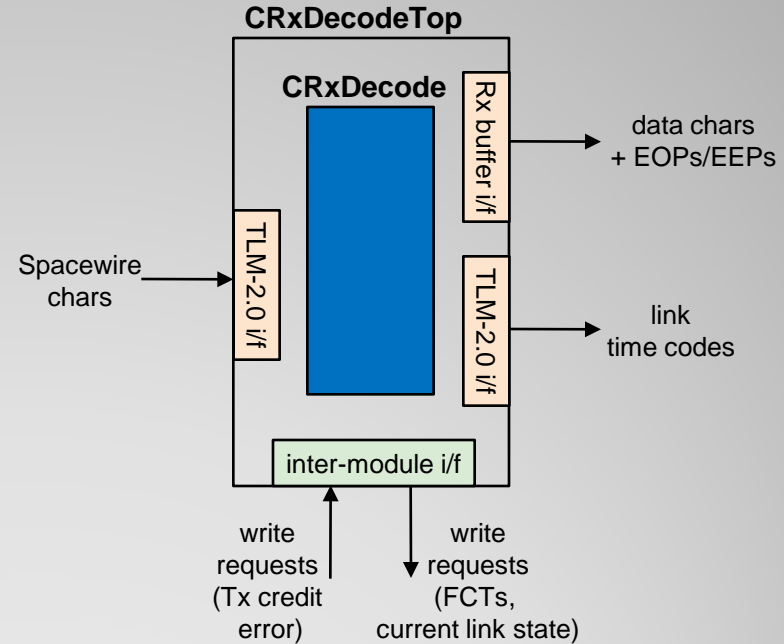 CRxDecodeTop
CRxDecode
Rx buffer i/f
data chars
+ EOPs/EEPs
Spacewire
chars
TLM-2.0 i/f
TLM-2.0 i/f
link
time codes
inter-module i/f
write
requests
(Tx credit
error)
write
requests
(FCTs,
current link state)